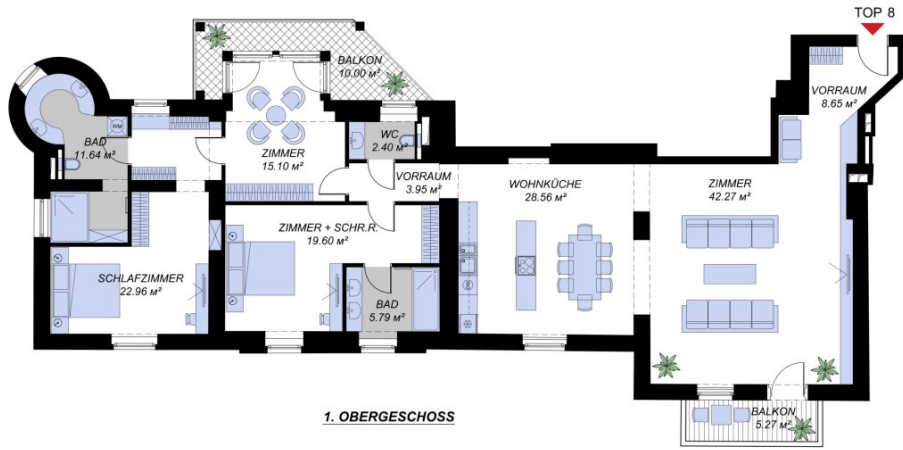 TOP 8
BALKON
10.00 m²
VORRAUM
8.65 m²
WM
BAD
11.64 m²
WC
2.40 m²
ZIMMER
15.10 m²
VORRAUM
3.95 m²
WOHNKÜCHE
28.56 m²
ZIMMER
42.27 m²
ZIMMER + SCHR.R.
19.60 m²
SCHLAFZIMMER
22.96 m²
BAD
5.79 m²
BALKON
5.27 m²
1. OBERGESCHOSS